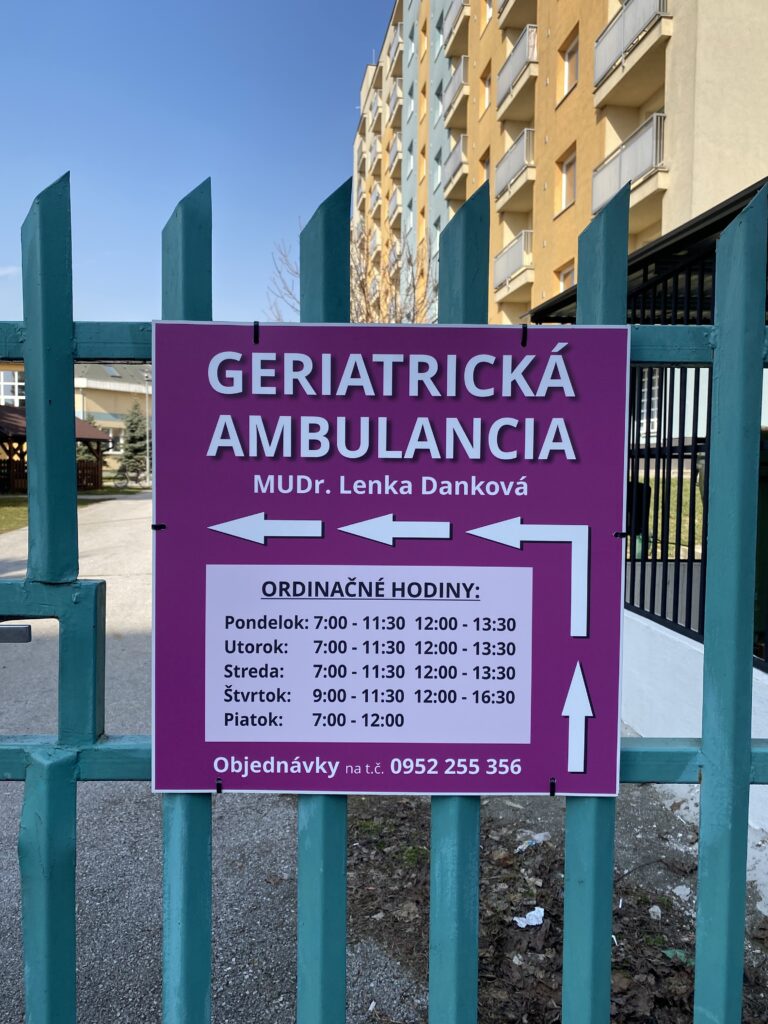 GERIATRICKÁ
AMBULANCIA
MUDr. Lenka Danková
ORDINAČNÉ HODINY:
Pondelok: 7:00 - 11:30 12:00 - 13:30
Utorok: 7:00 - 11:30 12:00 - 13:30
Streda: 7:00 - 11:30 12:00 - 13:30
Štvrtok: 9:00 - 11:30 12:00 - 16:30
Piatok: 7:00 - 12:00
Objednávky na t.č. 0952 255 356